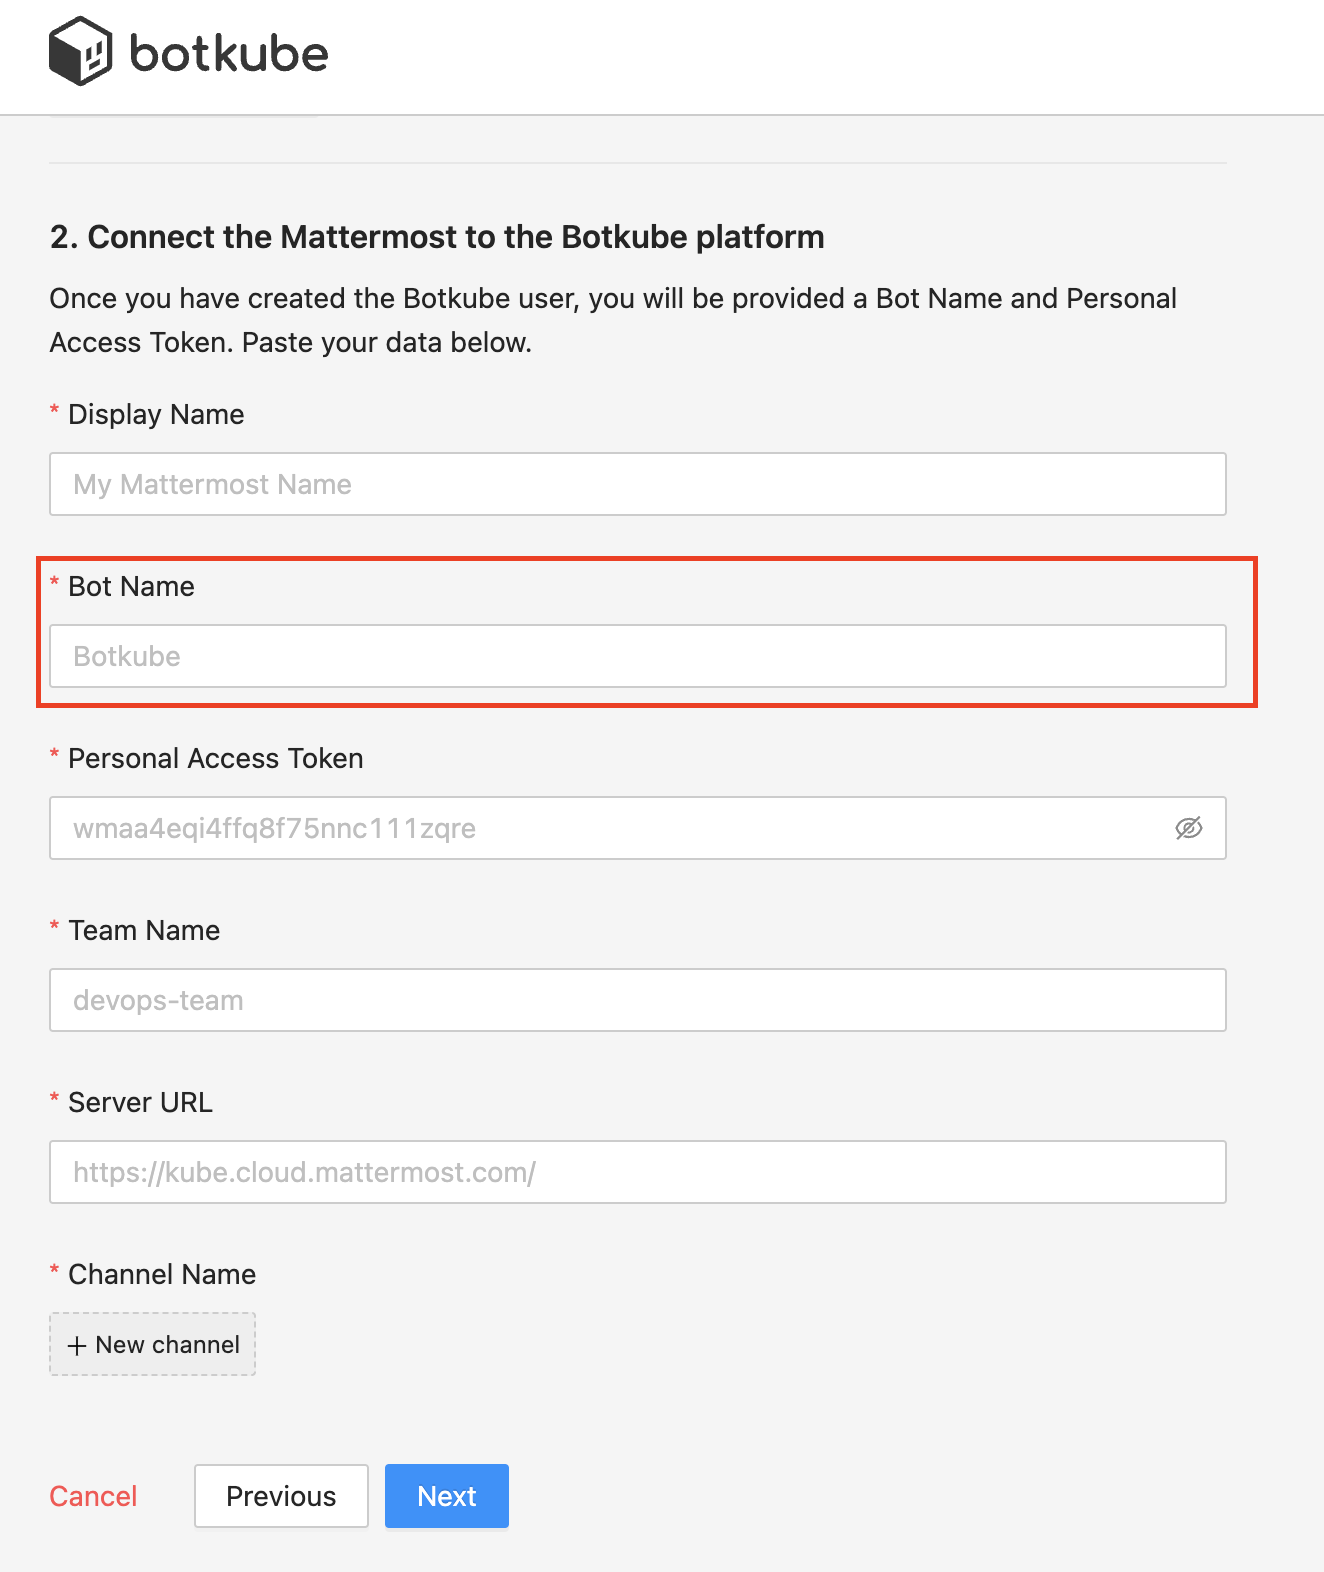 botkube
2. Connect the Mattermost to the Botkube platform
Once you have created the Botkube user, you will be provided a Bot Name and Personal
Access Token. Paste your data below.
* Display Name
My Mattermost Name
* Bot Name
Botkube
* Personal Access Token
wmaa4eqi4ffq8f75nnc111zqre
* Team Name
devops-team
* Server URL
https://kube.cloud.mattermost.com/
* Channel Name
+ New channel
Cancel Previous Next